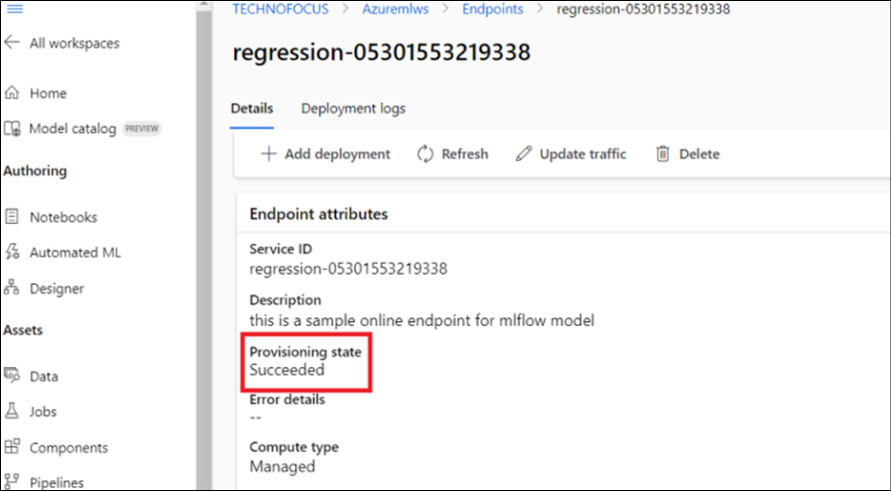 TECHNOFOCUS > Azuremlws > Endpoints > regression-05301553219338
All workspaces
regression-05301553219338
Home
Model catalog PREVIEW
Authoring
Notebooks
Automated ML
Designer
Assets
Data
Jobs
Components
Pipelines
Details Deployment logs
Add deployment Refresh Update traffic Delete
Endpoint attributes
Service ID
regression-05301553219338
Description
this is a sample online endpoint for mlflow model
Provisioning state
Succeeded
Error details
--
Compute type
Managed